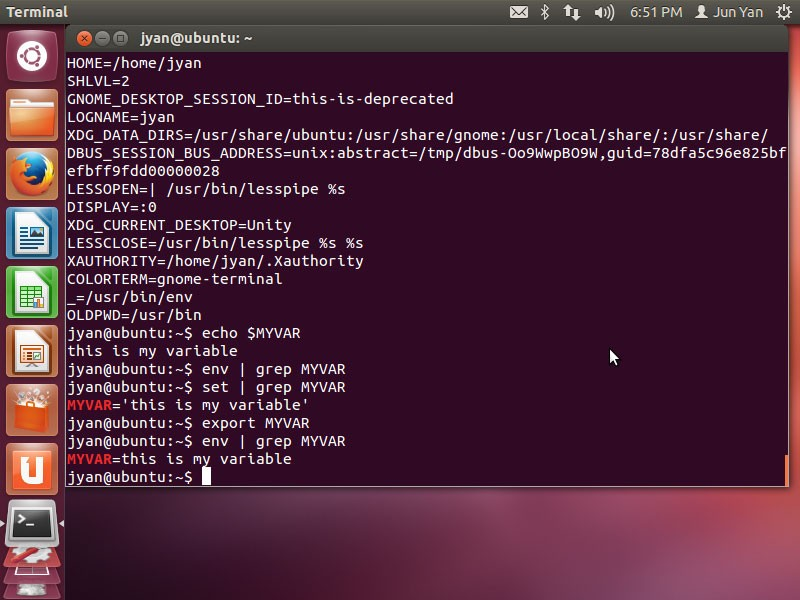 Terminal
6:51 PM
Jun Yan
jyan@ubuntu: ~
HOME=/home/jyan
SHLVL=2
GNOME_DESKTOP_SESSION_ID=this-is-deprecated
LOGNAME=jyan
XDG_DATA_DIRS=/usr/share/ubuntu:/usr/share/gnome:/usr/local/share/:/usr/share/
DBUS_SESSION_BUS_ADDRESS=unix:abstract=/tmp/dbus-Oo9WwpBO9W,guid=78dfa5c96e825bf
efbff9fdd00000028
LESSOPEN=| /usr/bin/lesspipe %s
DISPLAY=:0
XDG_CURRENT_DESKTOP=Unity
LESSCLOSE=/usr/bin/lesspipe %s %s
XAUTHORITY=/home/jyan/.Xauthority
COLORTERM=gnome-terminal
_=/usr/bin/env
OLDPWD=/usr/bin
jyan@ubuntu:~$ echo $MYVAR
this is my variable
jyan@ubuntu:~$ env | grep MYVAR
jyan@ubuntu:~$ set | grep MYVAR
MYVAR='this is my variable'
jyan@ubuntu:~$ export MYVAR
jyan@ubuntu:~$ env | grep MYVAR
MYVAR=this is my variable
jyan@ubuntu:~$